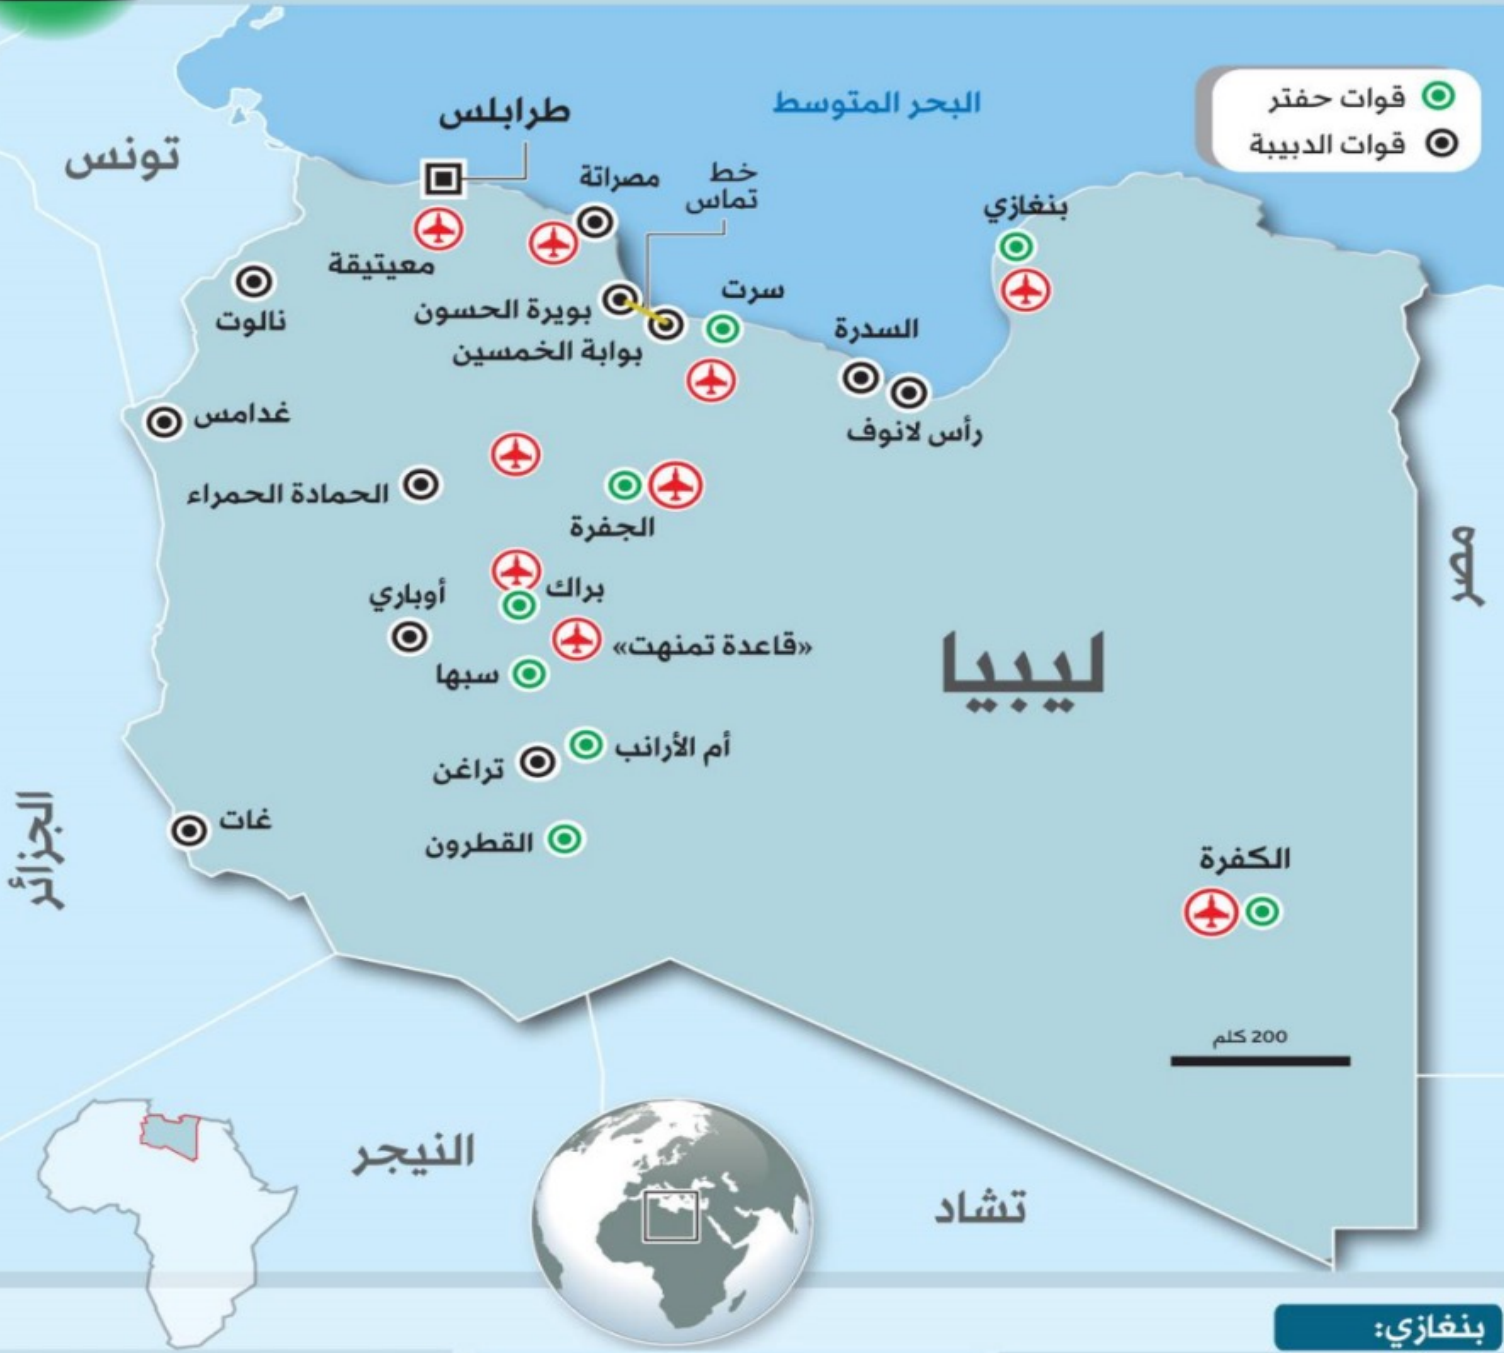 قوات حفتر
قوات الدبيبة
البحر المتوسط
طرابلس
تونس
مصراتة
خط
تماس
بنغازي
معيتيقة
نالوت
بويرة الحسون
سرت
بوابة الخمسين
السدرة
رأس لانوف
غدامس
الحمادة الحمراء
الجفرة
براك
أوباري
«قاعدة تمنهت»
سبها
ليبيا
مصر
أم الأرانب
تراغن
غات
القطرون
الجزائر
الكفرة
200 كلم
النيجر
تشاد
بنغازي: